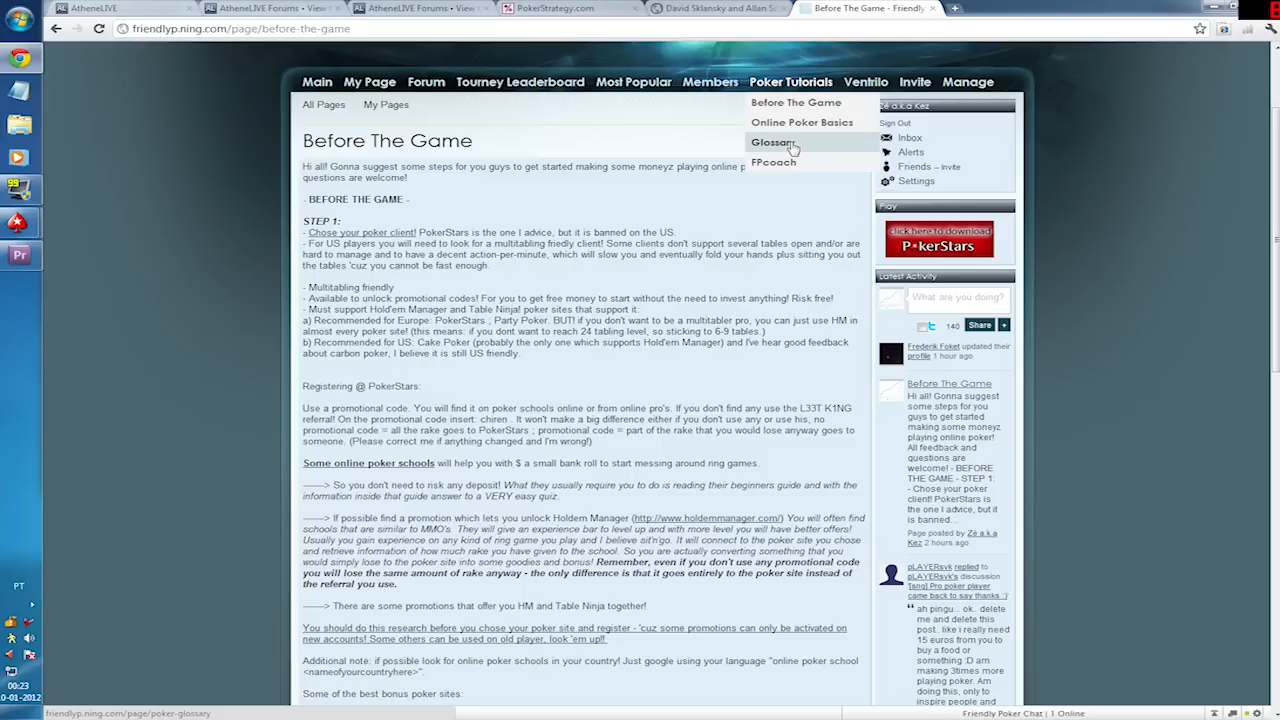 AtheneLIVE
AtheneLIVE Forums - View
AtheneLIVE Forums - View
PokerStrategy.com
David Sklansky and Allan Sc
Before The Game - Friendly
friendlyp.ning.com/page/before-the-game
Main My Page Forum Tourney Leaderboard Most Popular Members Poker Tutorials Ventrilo Invite Manage
All Pages My Pages
Before The Game
Online Poker Basics
Glossary
FPcoach
Before The Game
Hi all! Gonna suggest some steps for you guys to get started making some moneyz playing online p
questions are welcome!
- BEFORE THE GAME -
STEP 1:
- Chose your poker client! PokerStars is the one I advice, but it is banned on the US.
- For US players you will need to look for a multitabling friedly client! Some clients don't support several tables open and/or are
hard to manage and to have a decent action-per-minute, which will slow you and eventually fold your hands plus sitting you out
the tables 'cuz you cannot be fast enough.
- Multitabling friendly
- Available to unlock promotional codes! For you to get free money to start without the need to invest anything! Risk free!
- Must support Hold'em Manager and Table Ninja! poker sites that support it:
a) Recommended for Europe: PokerStars ; Party Poker. BUT! if you don't want to be a multitabler pro, you can just use HM in
almost every poker site! (this means: if you dont want to reach 24 tabling level, so sticking to 6-9 tables.)
b) Recommended for US: Cake Poker (probably the only one which supports Hold'em Manager) and I've hear good feedback
about carbon poker, I believe it is still US friendly.
Registering @ PokerStars:
Use a promotional code. You will find it on poker schools online or from online pro's. If you don't find any use the L33T K1NG
referral! On the promotional code insert: chiren . It won't make a big difference either if you don't use any or use his, no
promotional code = all the rake goes to PokerStars ; promotional code = part of the rake that you would lose anyway goes to
someone. (Please correct me if anything changed and I'm wrong!)
Some online poker schools will help you with $ a small bank roll to start messing around ring games.
-----> So you don't need to risk any deposit! What they usually require you to do is reading their beginners guide and with the
information inside that guide answer to a VERY easy quiz.
-----> If possible find a promotion which lets you unlock Holdem Manager (http://www.holdemmanager.com/) You will often find
schools that are similar to MMO's. They will give an experience bar to level up and with more level you will have better offers!
Usually you gain experience on any kind of ring game you play and I believe sit'n'go. It will connect to the poker site you chose
and retrieve information of how much rake you have given to the school. So you are actually converting something that you
would simply lose to the poker site into some goodies and bonus! Remember, even if you don't use any promotional code
you will lose the same amount of rake anyway - the only difference is that it goes entirely to the poker site instead of
the referral you use.
-----> There are some promotions that offer you HM and Table Ninja together!
You should do this research before you chose your poker site and register - 'cuz some promotions can only be activated on
new accounts! Some others can be used on old player, look 'em up!!
Additional note: if possible look for online poker schools in your country! Just google using your language "online poker school
<nameofyourcountryhere>".
Some of the best bonus poker sites:
Zé a.k.a Kez
Sign Out
Inbox
Alerts
Friends – Invite
Settings
Play
Click here to download
PokerStars
Latest Activity
What are you doing?
140 Share +
Frederik Foket updated their
profile 1 hour ago
Before The Game
Hi all! Gonna suggest
some steps for you
guys to get started
making some moneyz
playing online poker!
All feedback and
questions are
welcome! - BEFORE
THE GAME - STEP 1:
- Chose your poker
client! PokerStars is
the one I advice, but it
is banned...
Page posted by Zé a.k.a
Kez 2 hours ago
pLAYERsvk replied to
pLAYERsvk's discussion
'[sng] Pro poker player
came back to say thanks :)'
" ah pingu... ok.. delete
me and delete this
post.. like i really need
15 euros from you to
buy a food or
something :D am
making 3times more
playing poker. Am
doing this, only to
99
Pr
PT
00:23
0-01-2012
friendlyp.ning.com/page/poker-glossary
Friendly Poker Chat | 1 Online